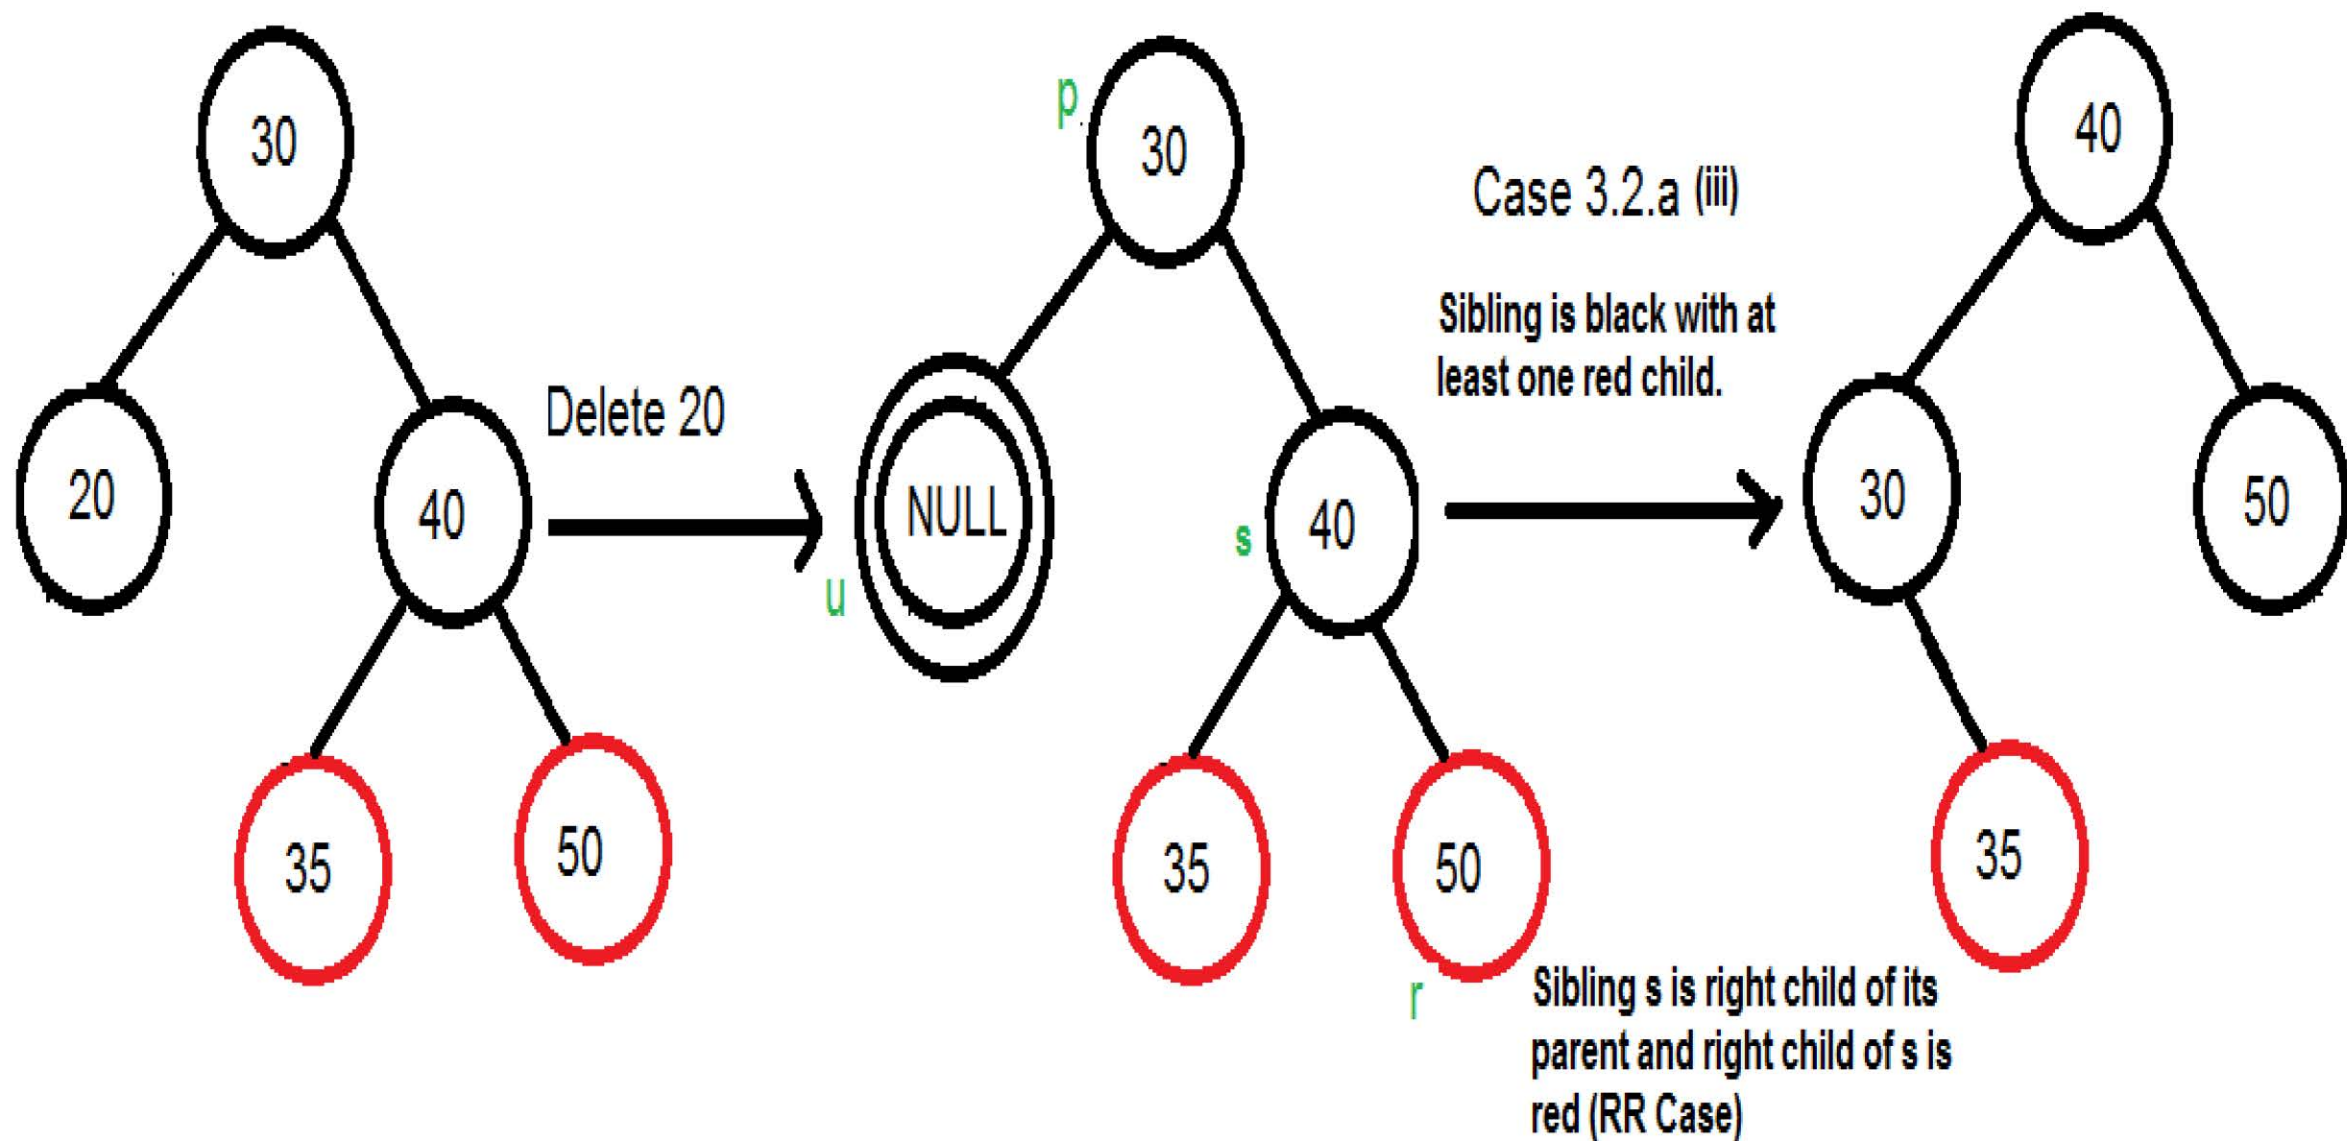 30
20
40
35
50
Delete 20
p
30
NULL
u
s
40
35
50
r
Case 3.2.a (iii)
Sibling is black with at
least one red child.
Sibling s is right child of its
parent and right child of s is
red (RR Case)
40
30
50
35